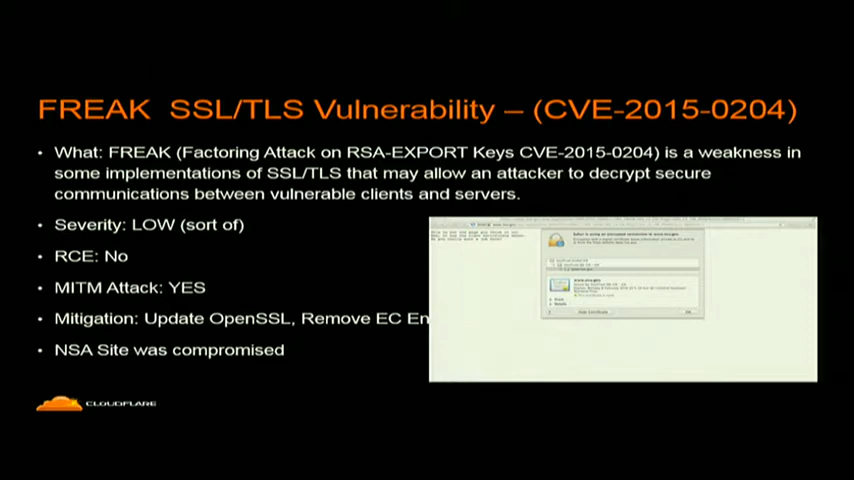 FREAK SSL/TLS Vulnerability – (CVE-2015-0204)
• What: FREAK (Factoring Attack on RSA-EXPORT Keys CVE-2015-0204) is a weakness in
some implementations of SSL/TLS that may allow an attacker to decrypt secure
communications between vulnerable clients and servers.
• Severity: LOW (sort of)
• RCE: No
• MITM Attack: YES
• Mitigation: Update OpenSSL, Remove EC En
• NSA Site was compromised
CLOUDFLARE